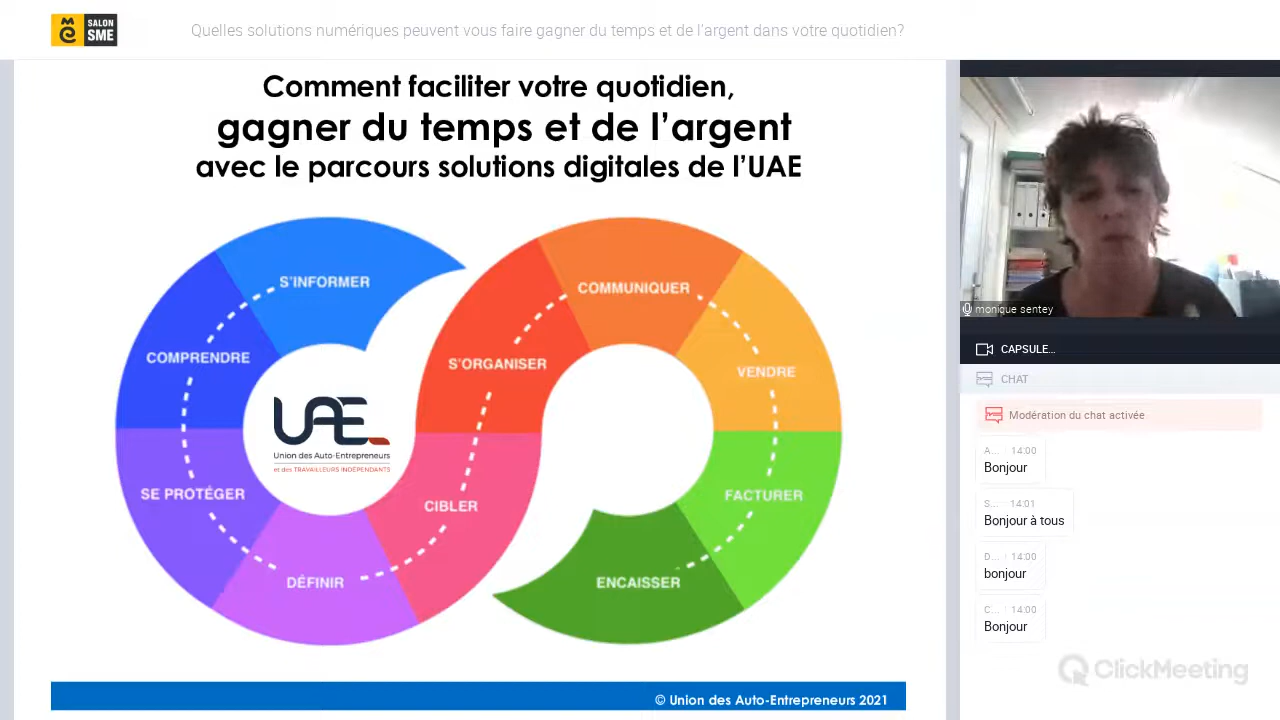 SALON
SME
Quelles solutions numériques peuvent vous faire gagner du temps et de l'argent dans votre quotidien?
Comment faciliter votre quotidien,
gagner du temps et de l'argent
avec le parcours solutions digitales de l'UAE
S'INFORMER
COMMUNIQUER
COMPRENDRE
S'ORGANISER
VENDRE
UAE
Union des Auto-Entrepreneurs
et des TRAVAILLEURS INDÉPENDANTS
SE PROTÉGER
CIBLER
FACTURER
DÉFINIR
ENCAISSER
© Union des Auto-Entrepreneurs 2021
monique sentey
CAPSULE...
CHAT
Modération du chat activée
A... 14:00
Bonjour
S... 14:01
Bonjour à tous
D... 14:00
bonjour
C... 14:00
Bonjour
ClickMeeting